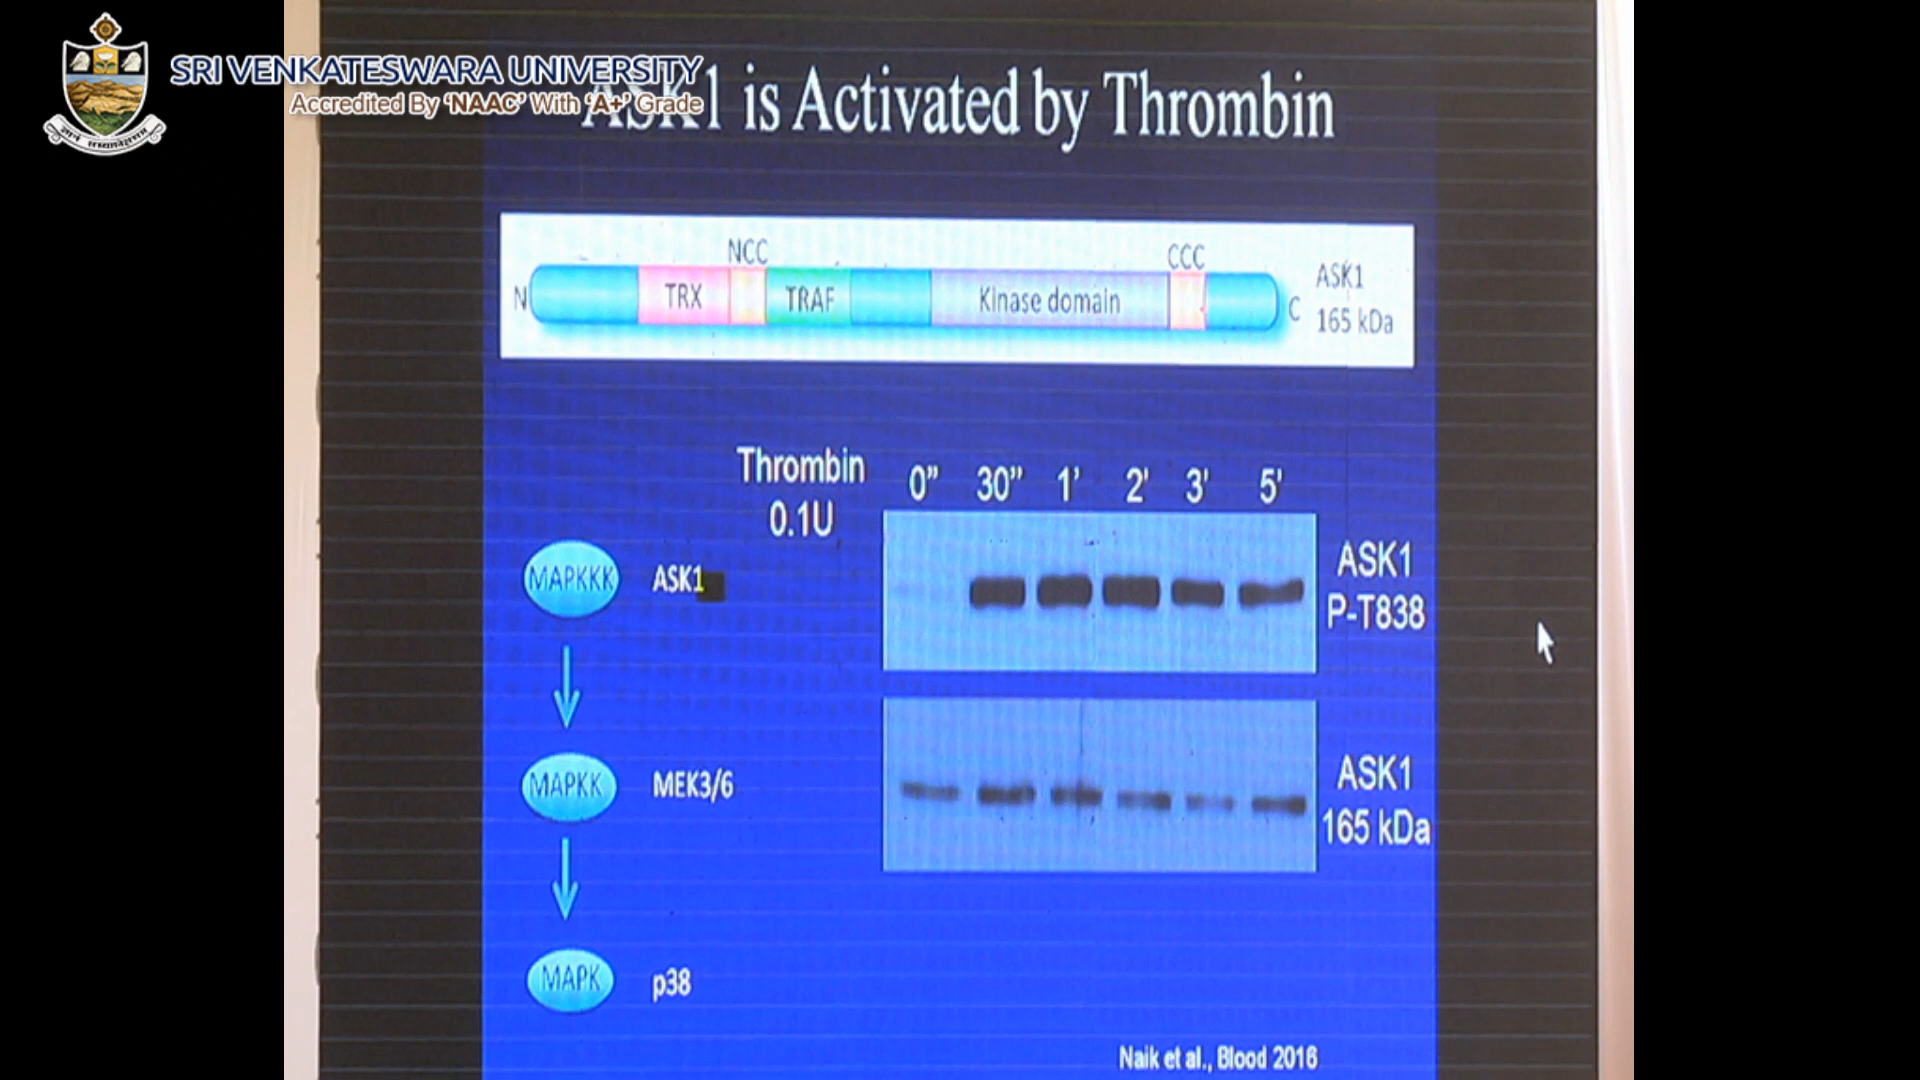 SRI VENKATESWARA UNIVERSITY
Accredited By 'NAAC' With 'A+' Grade
ASK1 is Activated by Thrombin
NCC
CCC
N
TRX
TRAF
Kinase domain
C
ASK1
165 kDa
Thrombin
0.1U
0” 30” 1’ 2' 3' 5'
MAPKKK
ASK1
ASK1
P-T838
MAPKK
MEK3/6
ASK1
165 kDa
MAPK
p38
Naik et al., Blood 2016